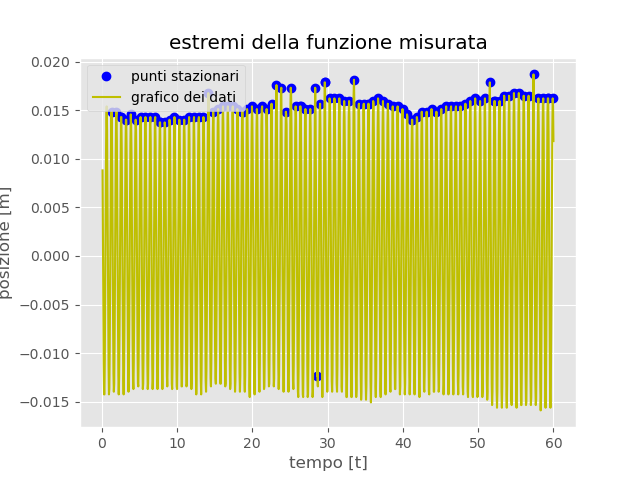 estremi della funzione misurata
punti stazionari
grafico dei dati
0.020
0.015
0.010
0.005
0.000
−0.005
−0.010
−0.015
posizione [m]
0 10 20 30 40 50 60
tempo [t]